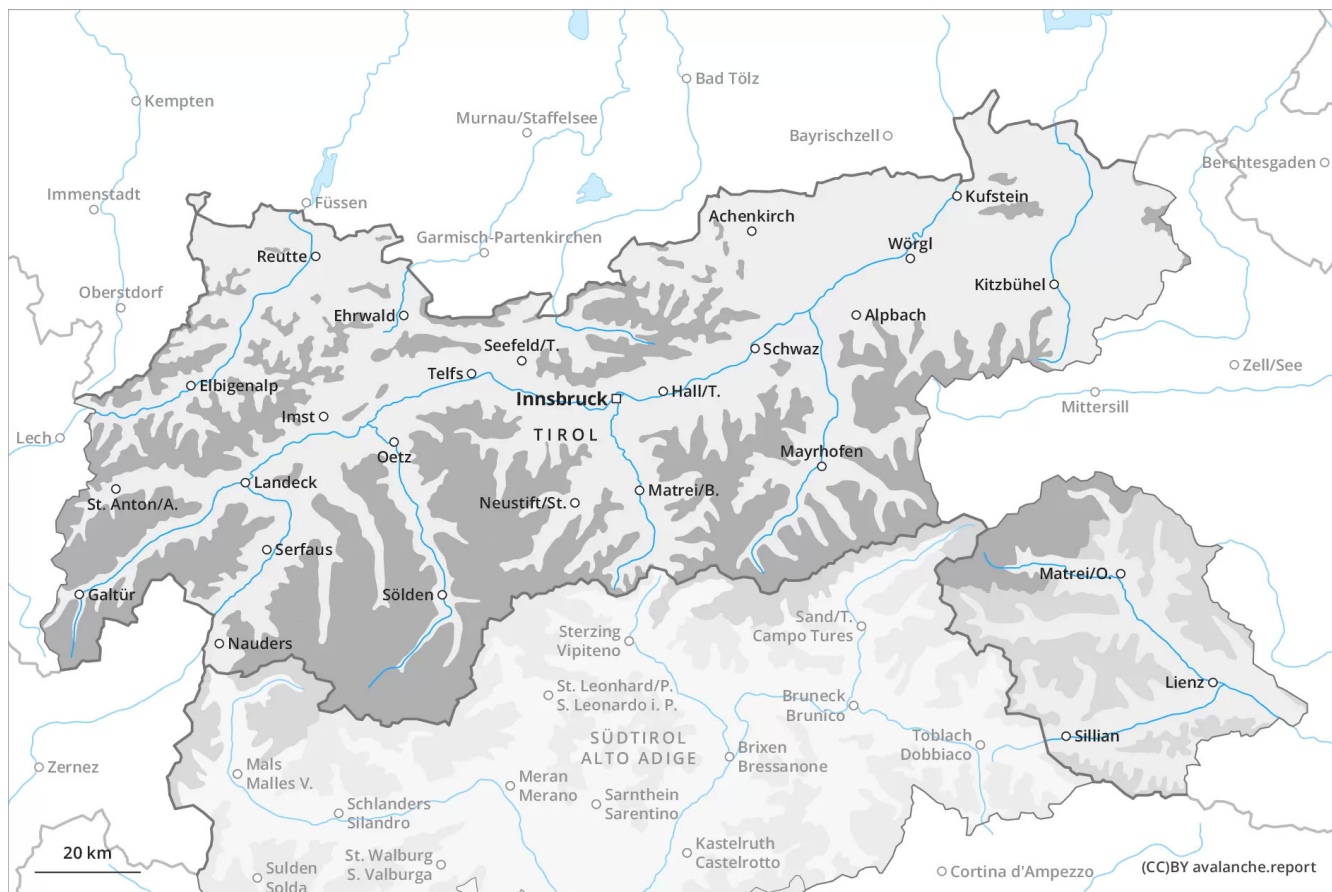 Bad Tölz
Kempten
Murnau/Staffelsee
Bayrischzell
Berchtesgaden
Immenstadt
Füssen
Kufstein
Achenkirch
Garmisch-Partenkirchen
Wörgl
Reutte
Kitzbühel
Oberstdorf
Ehrwald
Alpbach
Seefeld/T.
Schwaz
Zell/See
Telfs
Elbigenalp
Hall/T.
Innsbruck
Mittersill
Imst
Lech
TIROL
Oetz
Mayrhofen
Landeck
Matrei/B.
St. Anton/A.
Neustift/St.
Serfaus
Matrei/O.
Galtür
Sölden
Sand/T.
Campo Tures
Sterzing
Vipiteno
Nauders
Lienz
St. Leonhard/P.
S. Leonardo i. P.
Bruneck
Brunico
Sillian
Toblach
Dobbiaco
SÜDTIROL
ALTO ADIGE
Brixen
Bressanone
Zernez
Mals
Malles V.
Meran
Merano
Sarnthein
Sarentino
Schlanders
Silandro
Kastelruth
Castelrotto
20 km
St. Walburg
S. Valburga
Sulden
Solda
Cortina d'Ampezzo
(CC)BY avalanche.report